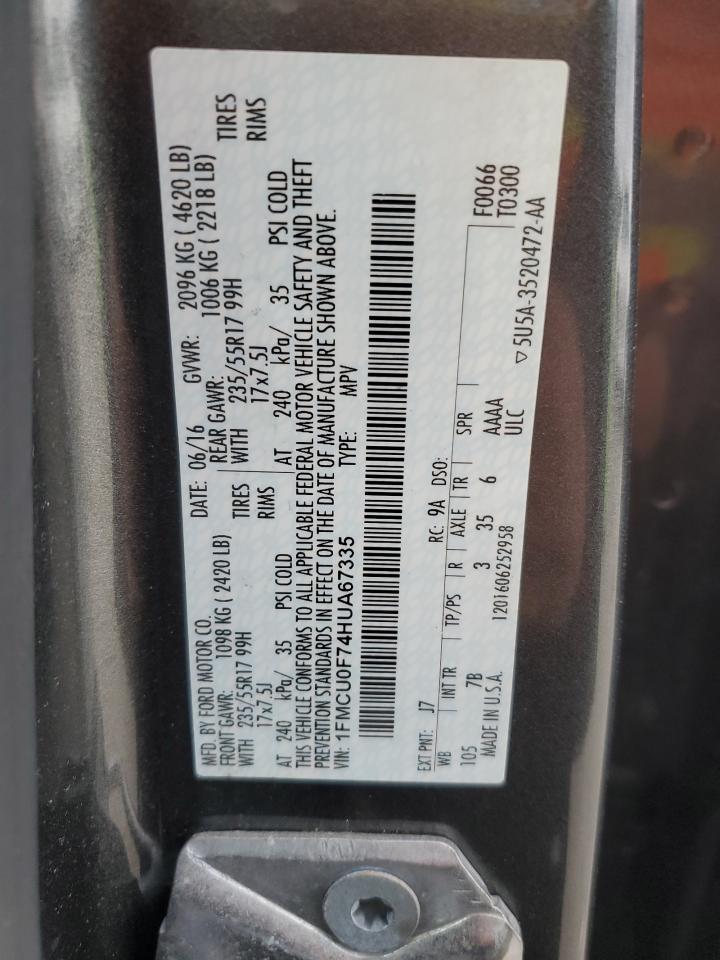 MFD. BY FORD MOTOR CO.
DATE: 06/16 GVWR: 2096 KG ( 4620 LB)
FRONT GAWR: 1098 KG ( 2420 LB)
REAR GAWR: 1006 KG ( 2218 LB)
WITH 235/55R17 99H TIRES
WITH 235/55R17 99H TIRES
17x7.5J RIMS
17x7.5J RIMS
AT 240 kPa/ 35 PSI COLD
AT 240 kPa/ 35 PSI COLD
THIS VEHICLE CONFORMS TO ALL APPLICABLE FEDERAL MOTOR VEHICLE SAFETY AND THEFT
PREVENTION STANDARDS IN EFFECT ON THE DATE OF MANUFACTURE SHOWN ABOVE.
VIN: 1FMCU0F74HUA67335 TYPE: MPV
F0066
T0300
EXT PNT: J7 RC: 9A DSO:
WB INT TR TP/PS R AXLE TR SPR
105 7B 3 35 6 AAAA
ULC
MADE IN U.S.A. 1201606252958
▽5U5A-3520472-AA